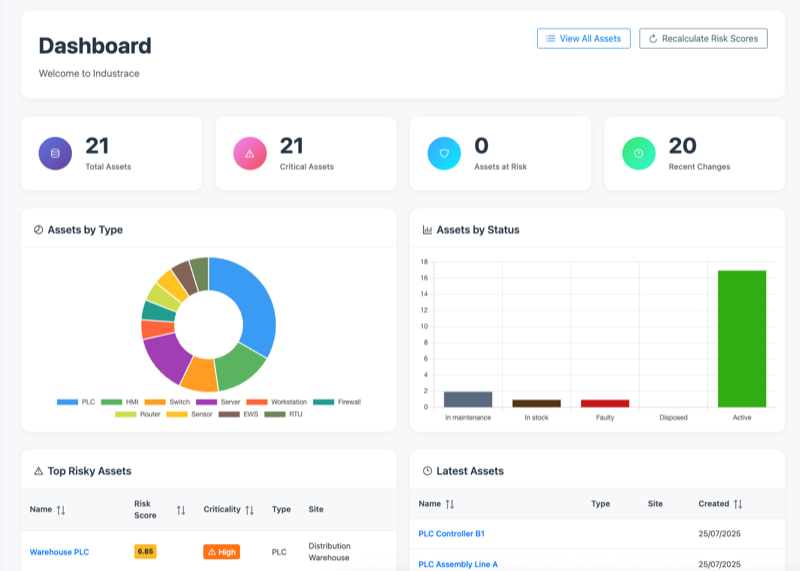 Dashboard
Welcome to Industrace
View All Assets
Recalculate Risk Scores
21
Total Assets
21
Critical Assets
0
Assets at Risk
20
Recent Changes
Assets by Type
PLC HMI Switch Server Workstation Firewall
Router Sensor EWS RTU
Assets by Status
18
16
14
12
10
8
6
4
2
0
In maintenance In stock Faulty Disposed Active
Top Risky Assets
Name Risk Score Criticality Type Site
Warehouse PLC 6.85 High PLC Distribution Warehouse
Latest Assets
Name Type Site Created
PLC Controller B1 25/07/2025
PLC Assembly Line A 25/07/2025